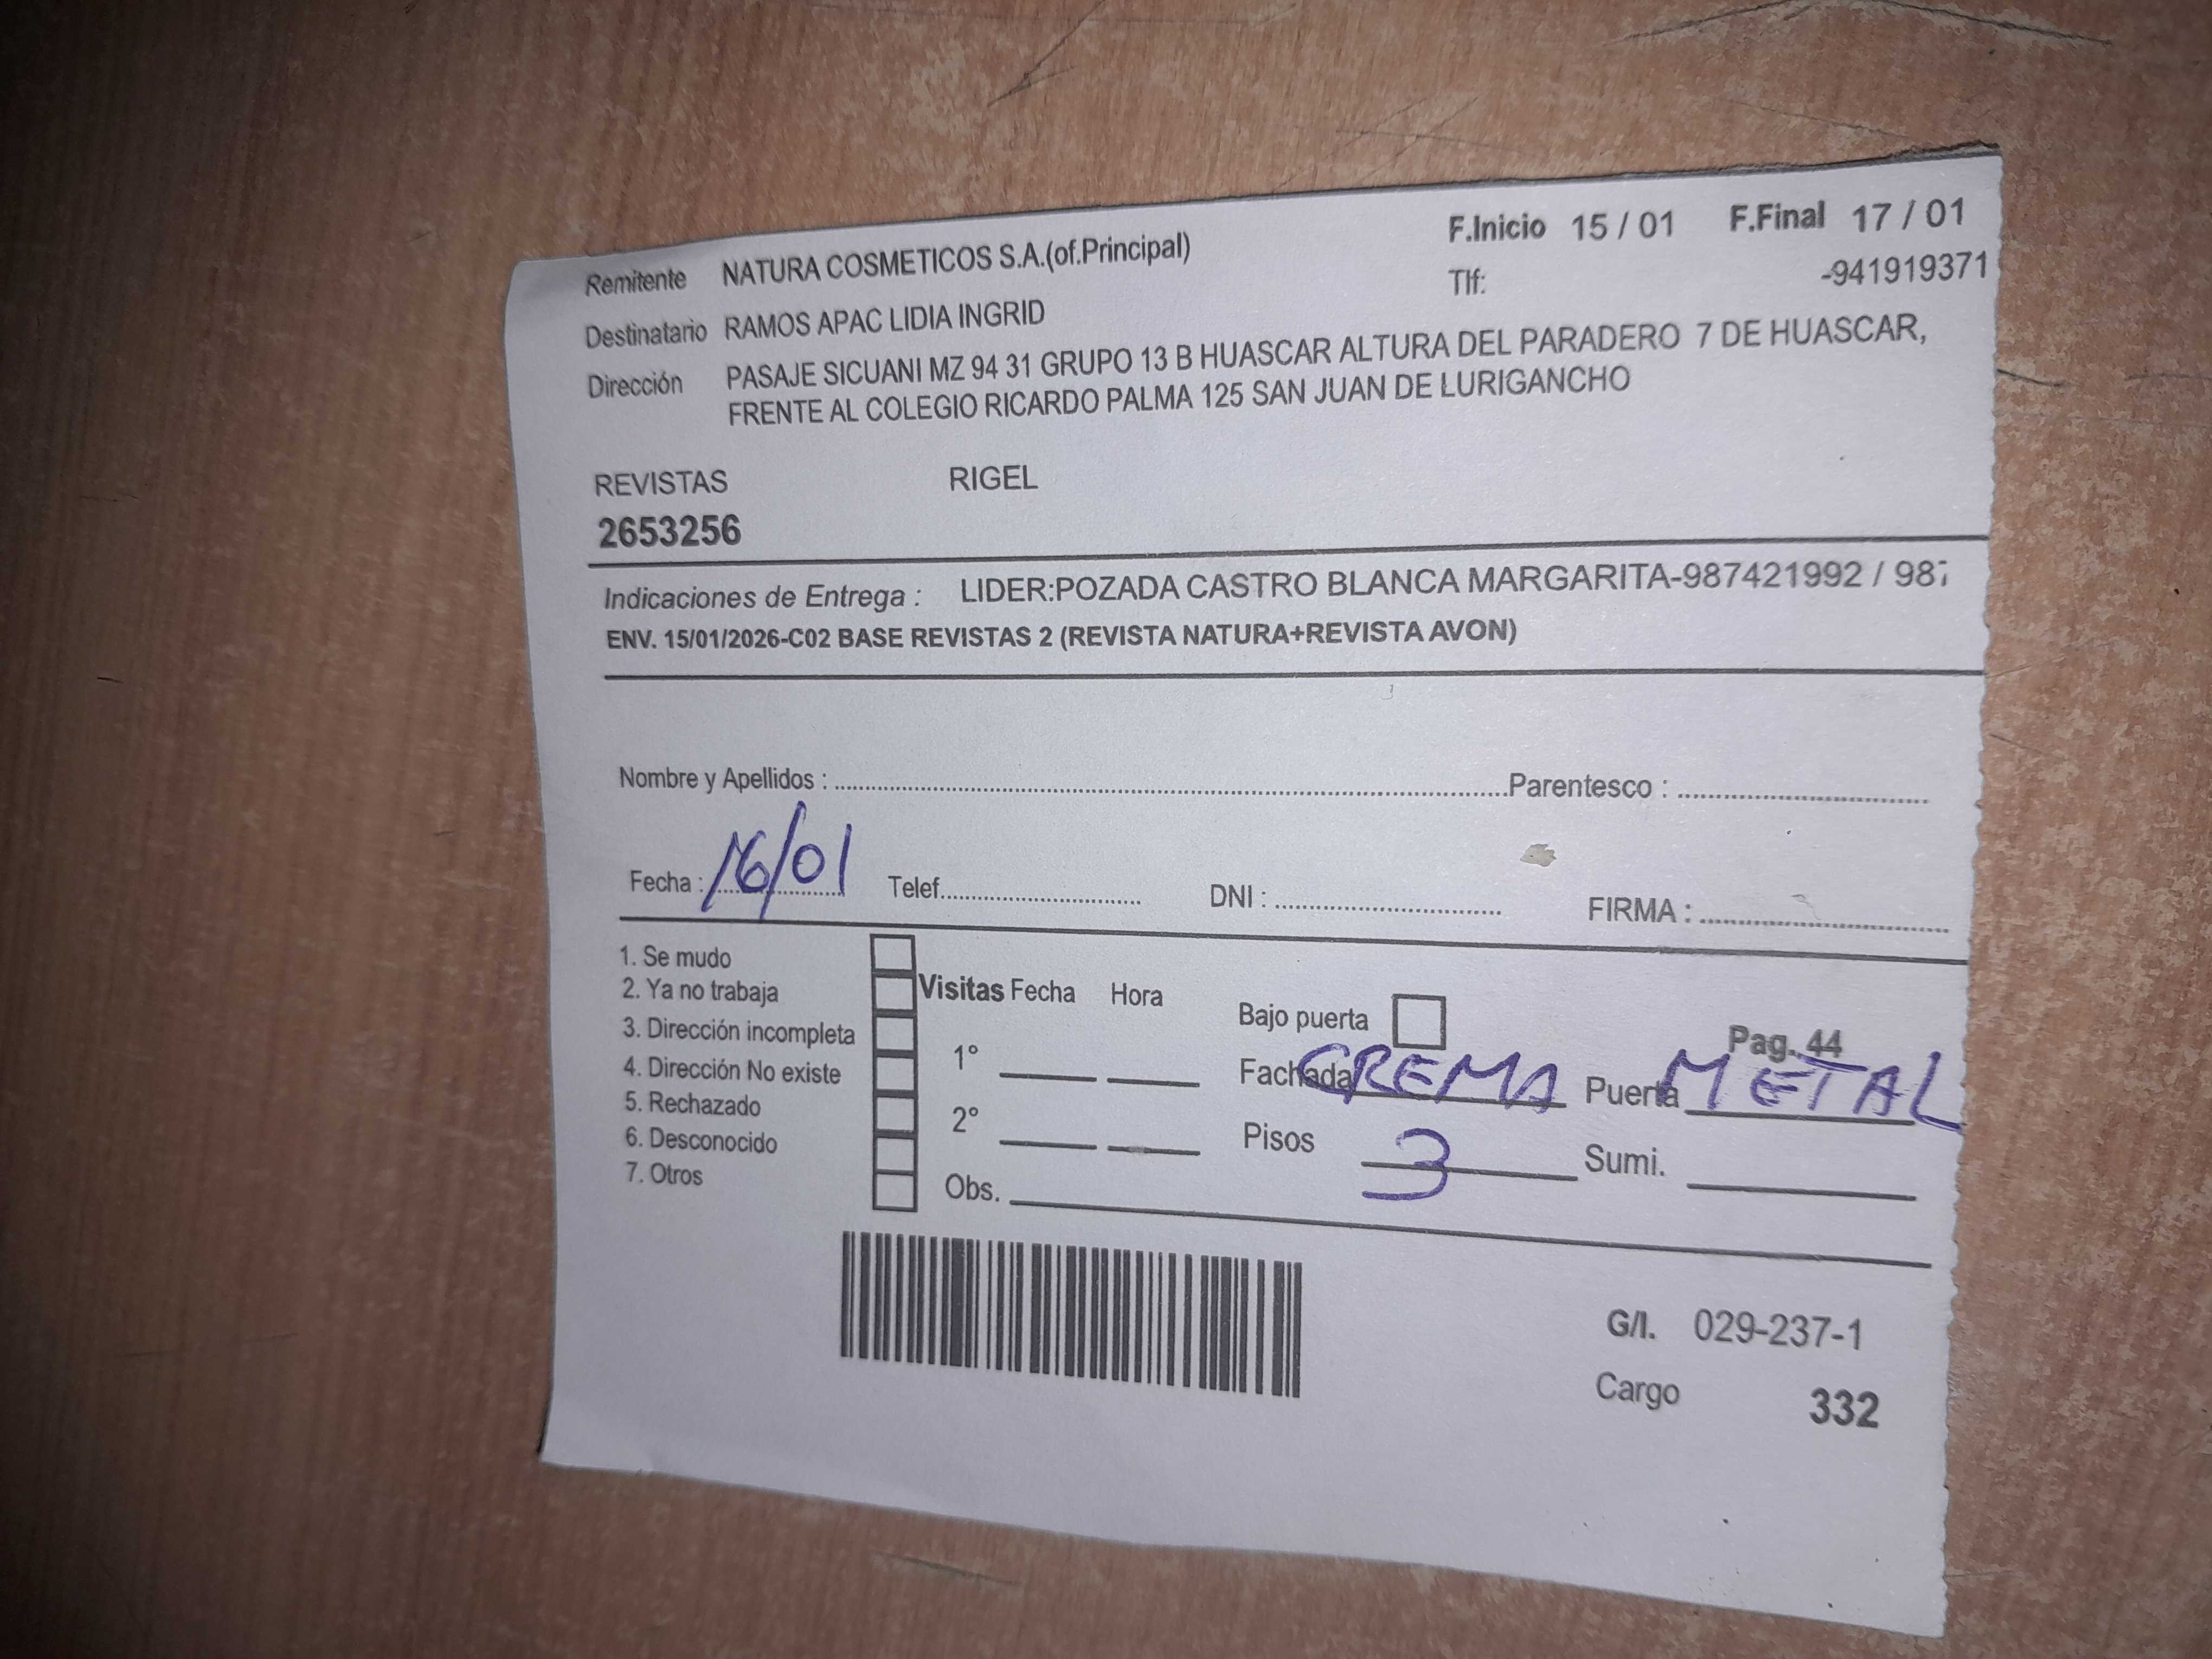 F.Inicio 15 / 01 F.Final 17 / 01
Remitente NATURA COSMETICOS S.A.(of.Principal) Tlf: -941919371
Destinatario RAMOS APAC LIDIA INGRID
Dirección PASAJE SICUANI MZ 94 31 GRUPO 13 B HUASCAR ALTURA DEL PARADERO 7 DE HUASCAR,
FRENTE AL COLEGIO RICARDO PALMA 125 SAN JUAN DE LURIGANCHO
REVISTAS RIGEL
2653256
Indicaciones de Entrega : LIDER:POZADA CASTRO BLANCA MARGARITA-987421992 / 987
ENV. 15/01/2026-C02 BASE REVISTAS 2 (REVISTA NATURA+REVISTA AVON)
Nombre y Apellidos : Parentesco :
Fecha : 16/01 Telef. DNI : FIRMA :
1. Se mudo
2. Ya no trabaja
3. Dirección incompleta
4. Dirección No existe
5. Rechazado
6. Desconocido
7. Otros
Visitas Fecha Hora
1°
2°
Obs.
Bajo puerta
Pag. 44
Fachada CREMA Puerta METAL
Pisos 3 Sumi.
G/I. 029-237-1
Cargo 332